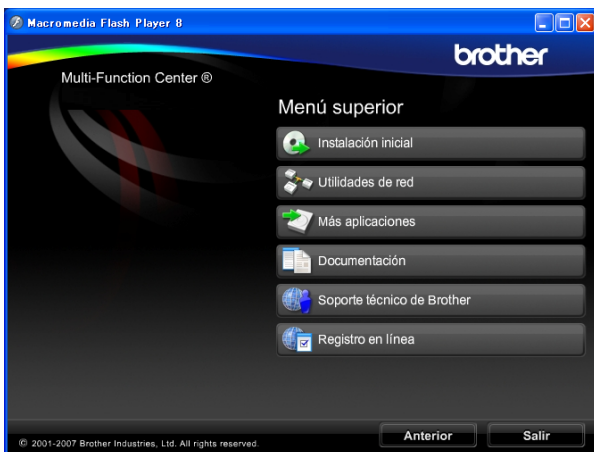 Macromedia Flash Player 8
brother
Multi-Function Center ®
Menú superior
Instalación inicial
Utilidades de red
Más aplicaciones
Documentación
Soporte técnico de Brother
Registro en línea
© 2001-2007 Brother Industries, Ltd. All rights reserved.
Anterior
Salir